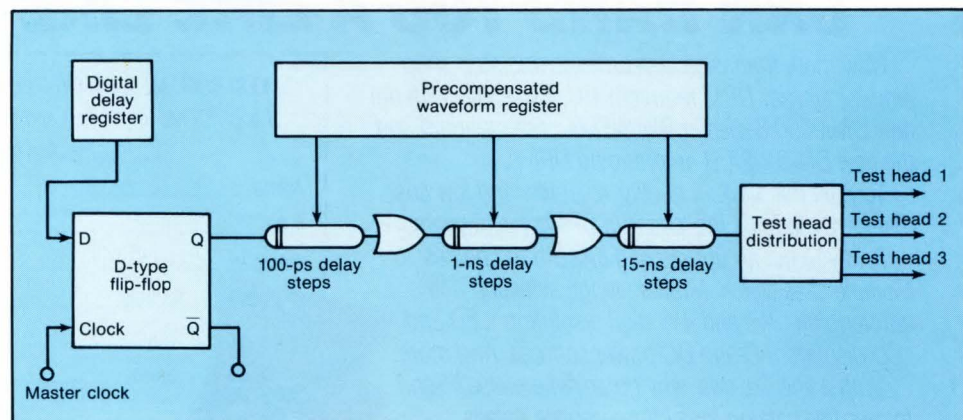 Digital
delay
register
Precompensated
waveform register
D
Q
D-type
flip-flop
Clock
Q̅
Master clock
100-ps delay
steps
1-ns delay
steps
15-ns delay
steps
Test head
distribution
Test head 1
Test head 2
Test head 3